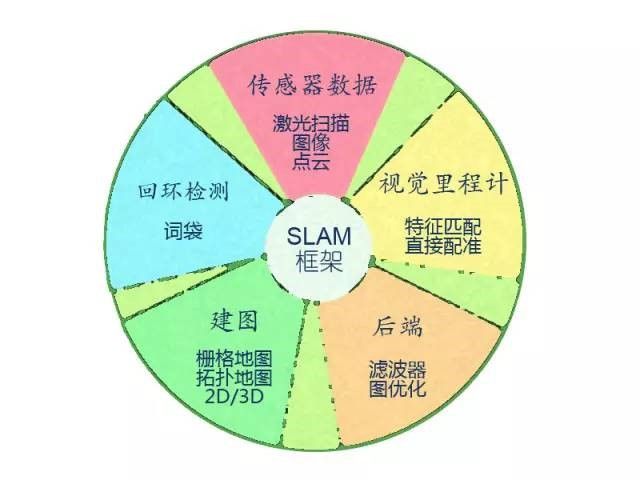 传感器数据
激光扫描
图像
点云
视觉里程计
特征匹配
直接配准
后端
滤波器
图优化
建图
栅格地图
拓扑地图
2D/3D
回环检测
词袋
SLAM
框架